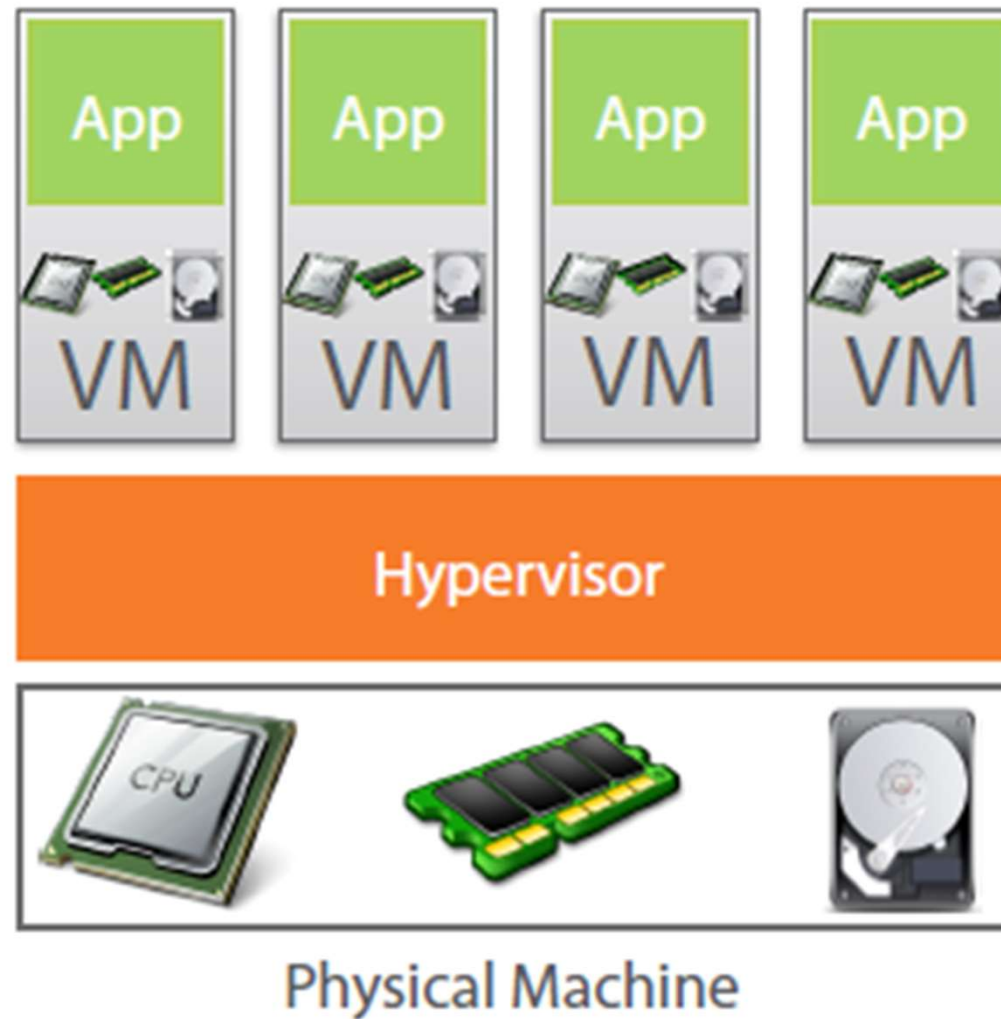 App App App App
VM VM VM VM
Hypervisor
CPU
Physical Machine